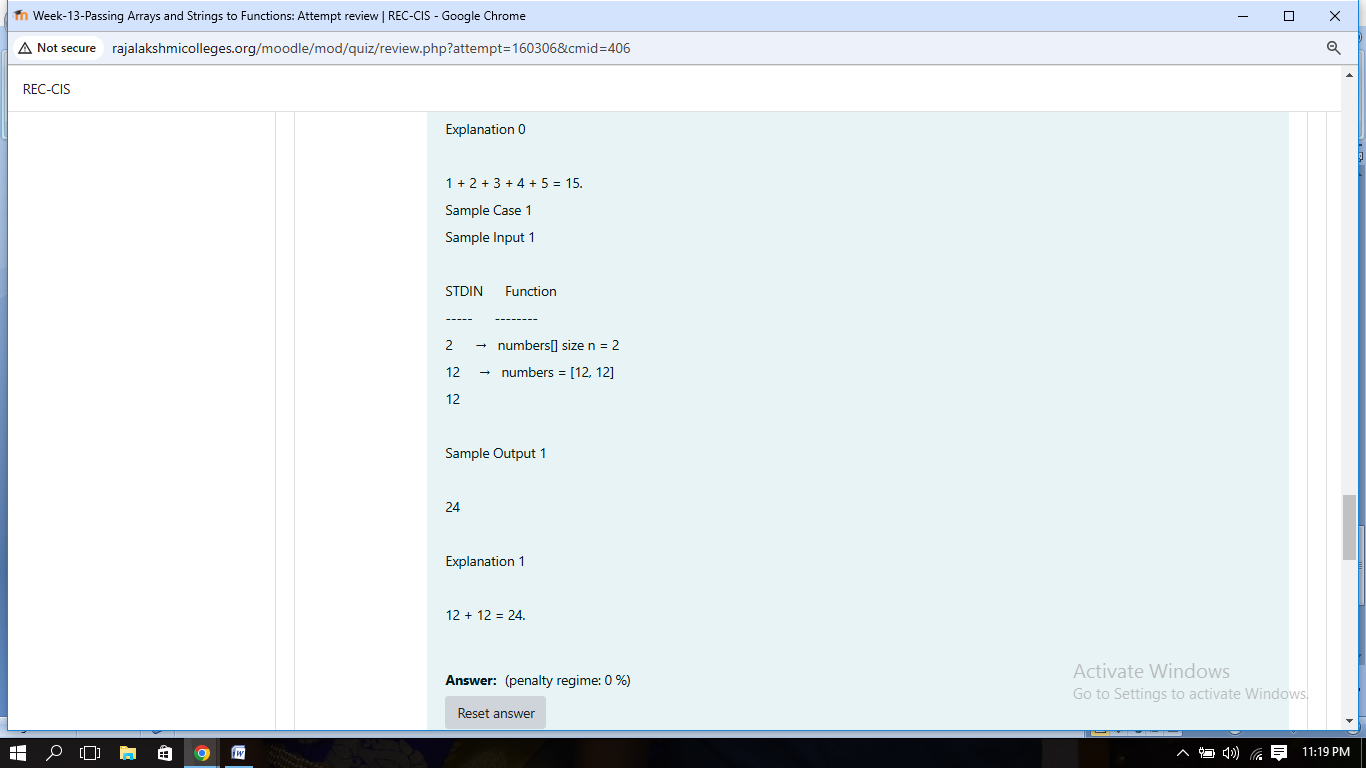 Week-13-Passing Arrays and Strings to Functions: Attempt review | REC-CIS - Google Chrome
Not secure rajalakshmicolleges.org/moodle/mod/quiz/review.php?attempt=160306&cmid=406
REC-CIS
Explanation 0
1 + 2 + 3 + 4 + 5 = 15.
Sample Case 1
Sample Input 1
STDIN Function
----- --------
2 → numbers[] size n = 2
12 → numbers = [12, 12]
12
Sample Output 1
24
Explanation 1
12 + 12 = 24.
Answer: (penalty regime: 0 %)
Reset answer
Activate Windows
Go to Settings to activate Windows.
11:19 PM